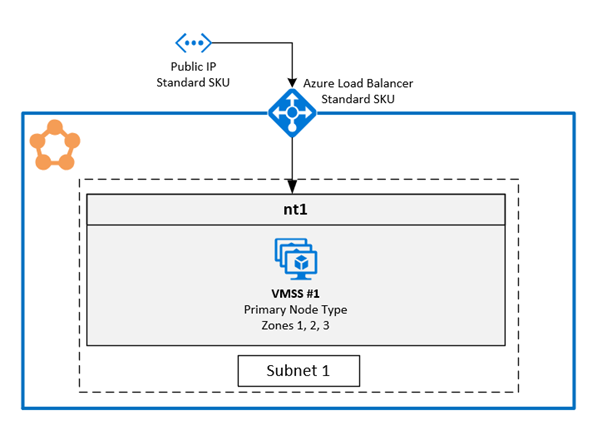 Public IP
Standard SKU
Azure Load Balancer
Standard SKU
nt1
VMSS #1
Primary Node Type
Zones 1, 2, 3
Subnet 1